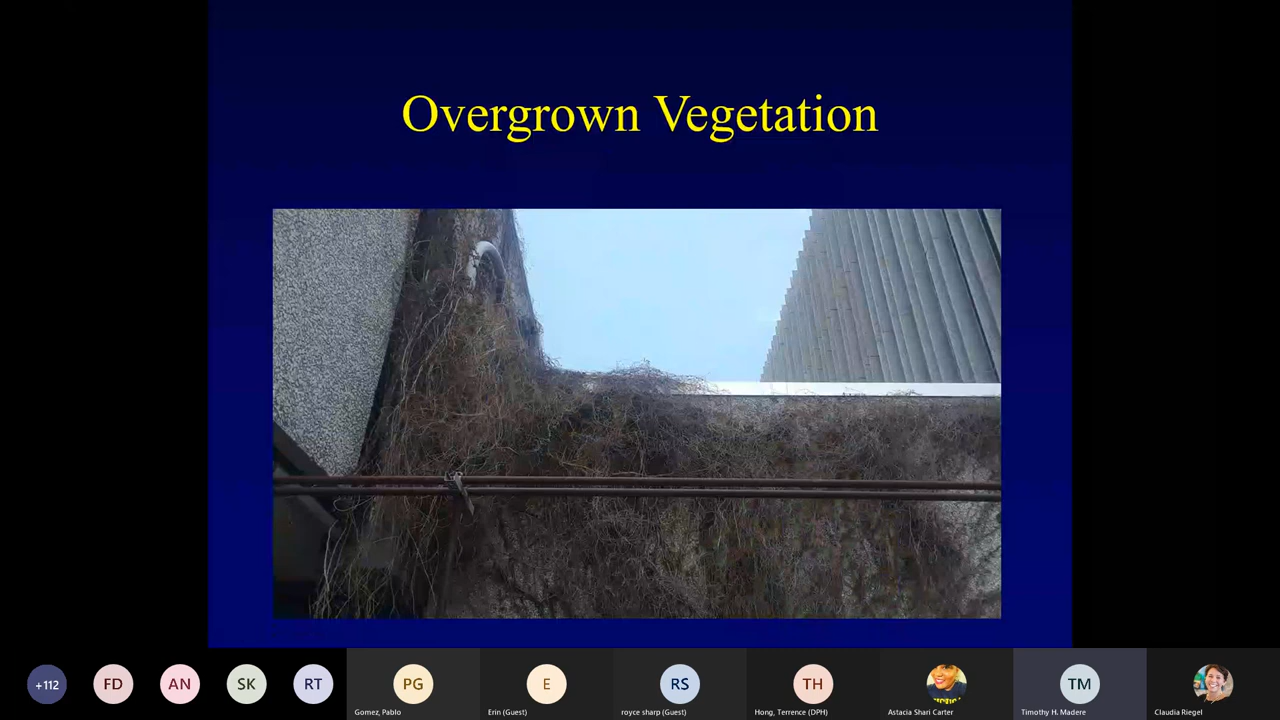 Overgrown Vegetation
+112
FD
AN
SK
RT
PG
E
RS
TH
TM
Gomez, Pablo
Erin (Guest)
royce sharp (Guest)
Hong, Terrence (DPH)
Astacia Shari Carter
Timothy H. Madere
Claudia Riegel